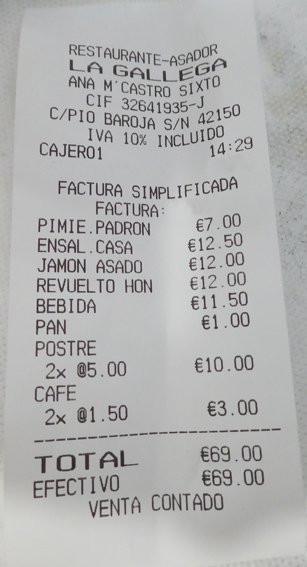 RESTAURANTE-ASADOR
LA GALLEGA
ANA M'CASTRO SIXTO
CIF 32641935-J
C/PIO BAROJA S/N 42150
IVA 10% INCLUIDO
CAJERO1 14:29
FACTURA SIMPLIFICADA
FACTURA:
PIMIE.PADRON €7.00
ENSAL.CASA €12.50
JAMON ASADO €12.00
REVUELTO HON €12.00
BEBIDA €11.50
PAN €1.00
POSTRE
2x @5.00 €10.00
CAFE
2x @1.50 €3.00
TOTAL €69.00
EFECTIVO €69.00
VENTA CONTADO